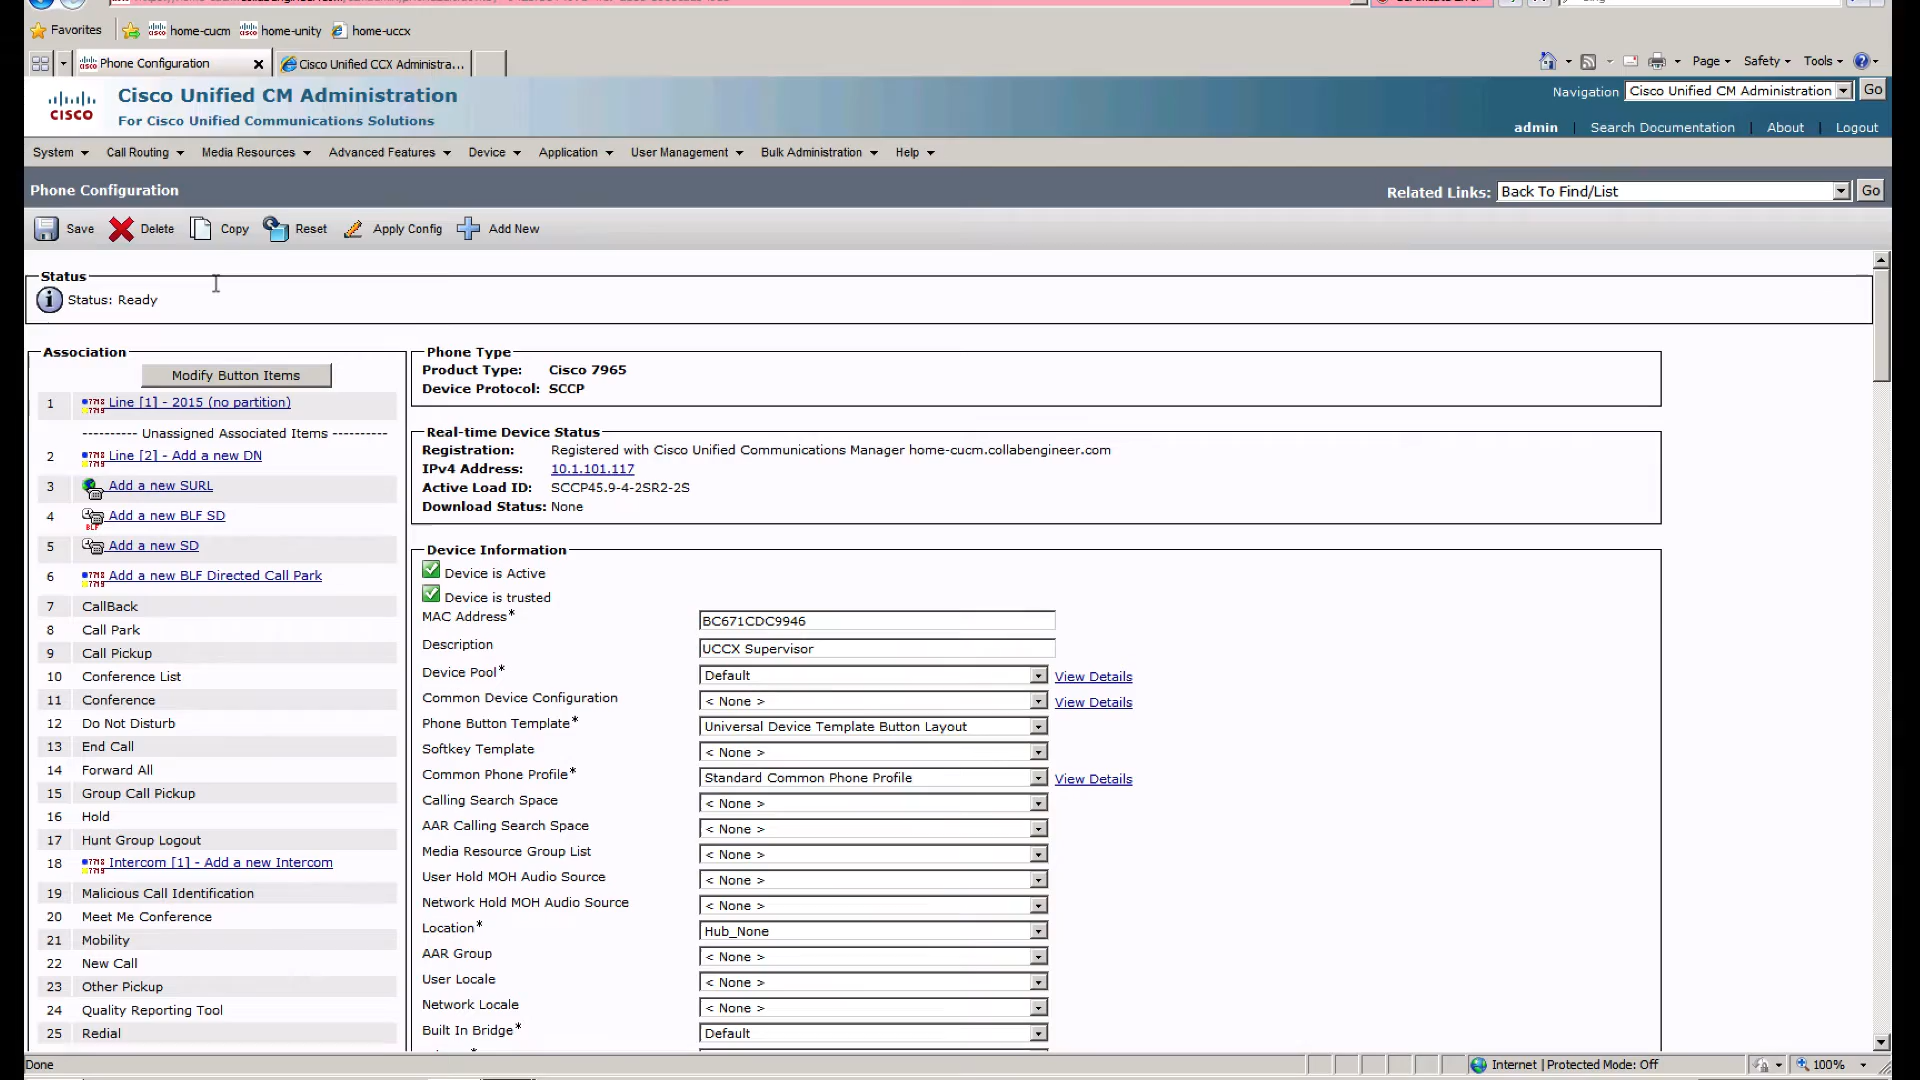 Favorites home-cucm home-unity home-uccx
Phone Configuration Cisco Unified CCX Administra... Page Safety Tools
Cisco Unified CM Administration
For Cisco Unified Communications Solutions
CISCO
Navigation Cisco Unified CM Administration Go
admin Search Documentation About Logout
System Call Routing Media Resources Advanced Features Device Application User Management Bulk Administration Help
Phone Configuration Related Links: Back To Find/List Go
Save Delete Copy Reset Apply Config Add New
Status
Status: Ready
Association
Modify Button Items
1 Line [1] - 2015 (no partition)
---------- Unassigned Associated Items ----------
2 Line [2] - Add a new DN
3 Add a new SURL
4 Add a new BLF SD
5 Add a new SD
6 Add a new BLF Directed Call Park
7 CallBack
8 Call Park
9 Call Pickup
10 Conference List
11 Conference
12 Do Not Disturb
13 End Call
14 Forward All
15 Group Call Pickup
16 Hold
17 Hunt Group Logout
18 Intercom [1] - Add a new Intercom
19 Malicious Call Identification
20 Meet Me Conference
21 Mobility
22 New Call
23 Other Pickup
24 Quality Reporting Tool
25 Redial
Phone Type
Product Type: Cisco 7965
Device Protocol: SCCP
Real-time Device Status
Registration: Registered with Cisco Unified Communications Manager home-cucm.collabengineer.com
IPv4 Address: 10.1.101.117
Active Load ID: SCCP45.9-4-2SR2-2S
Download Status: None
Device Information
Device is Active
Device is trusted
MAC Address* BC671CDC9946
Description UCCX Supervisor
Device Pool* Default View Details
Common Device Configuration < None > View Details
Phone Button Template* Universal Device Template Button Layout
Softkey Template < None >
Common Phone Profile* Standard Common Phone Profile View Details
Calling Search Space < None >
AAR Calling Search Space < None >
Media Resource Group List < None >
User Hold MOH Audio Source < None >
Network Hold MOH Audio Source < None >
Location* Hub_None
AAR Group < None >
User Locale < None >
Network Locale < None >
Built In Bridge* Default
Done Internet | Protected Mode: Off 100%